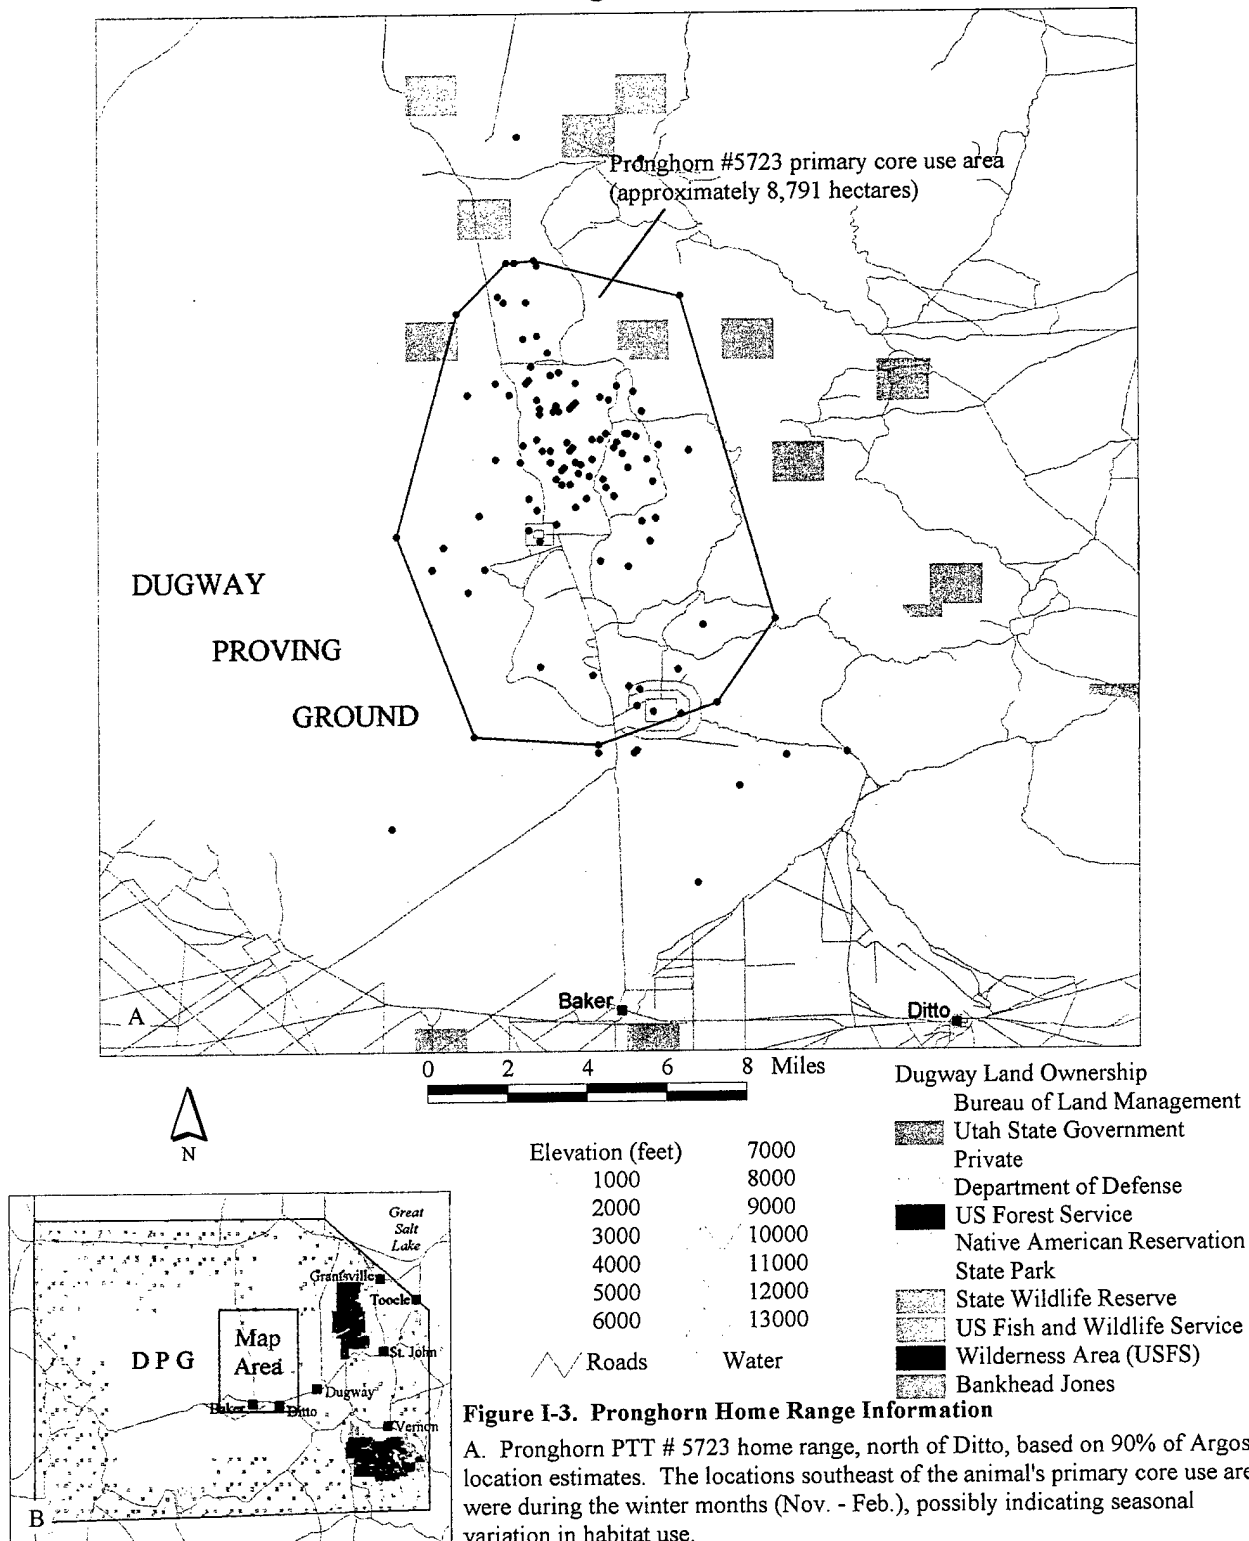 Pronghorn #5723 primary core use area
(approximately 8,791 hectares)
DUGWAY
PROVING
GROUND
Baker
Ditto
A
0 2 4 6 8 Miles
N
Elevation (feet)
1000
2000
3000
4000
5000
6000
7000
8000
9000
10000
11000
12000
13000
Roads
Water
Dugway Land Ownership
Bureau of Land Management
Utah State Government
Private
Department of Defense
US Forest Service
Native American Reservation
State Park
State Wildlife Reserve
US Fish and Wildlife Service
Wilderness Area (USFS)
Bankhead Jones
Great
Salt
Lake
Grantsville
Tooele
Map
Area
D P G
St. John
Dugway
Baker
Ditto
Vernon
B
Figure I-3. Pronghorn Home Range Information
A. Pronghorn PTT # 5723 home range, north of Ditto, based on 90% of Argos
location estimates. The locations southeast of the animal's primary core use are
were during the winter months (Nov. - Feb.), possibly indicating seasonal
variation in habitat use.